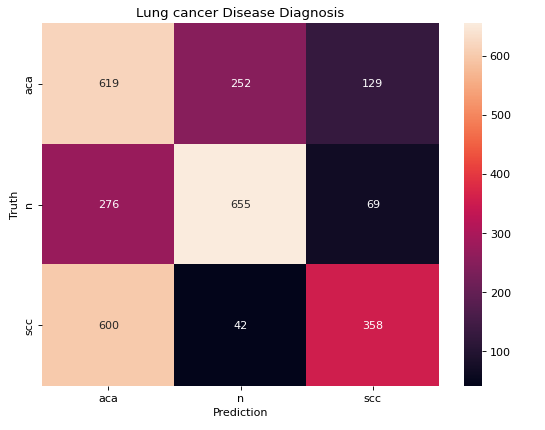 Lung cancer Disease Diagnosis
aca 619 252 129
n 276 655 69
scc 600 42 358
aca n scc
Truth
Prediction
600
500
400
300
200
100